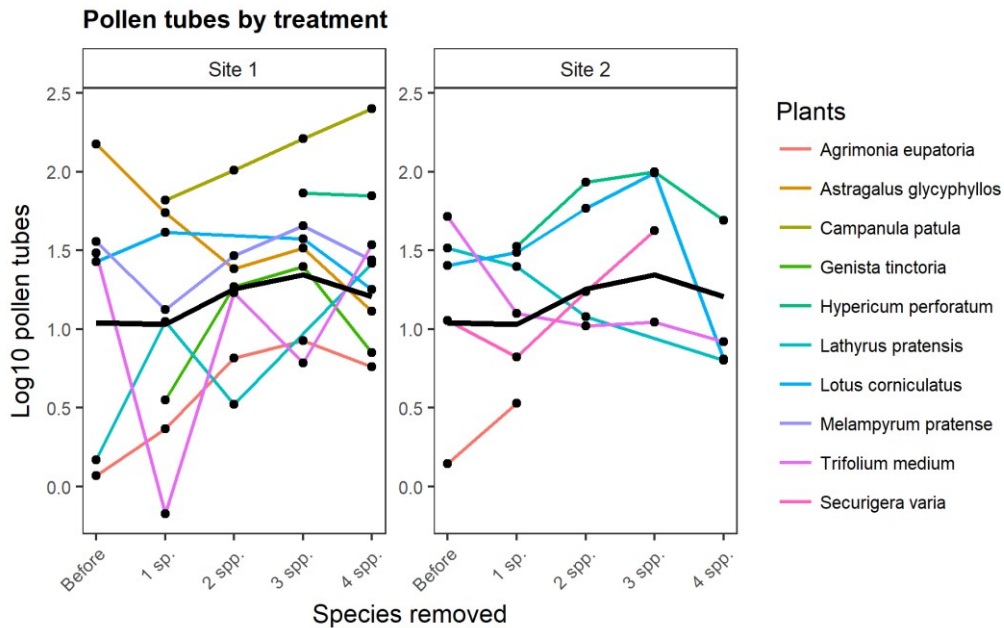 Pollen tubes by treatment
Site 1
Site 2
Log10 pollen tubes
2.5
2.0
1.5
1.0
0.5
0.0
2.5
2.0
1.5
1.0
0.5
0.0
Before
1 sp.
2 spp.
3 spp.
4 spp.
Before
1 sp.
2 spp.
3 spp.
4 spp.
Species removed
Plants
Agrimonia eupatoria
Astragalus glycyphyllos
Campanula patula
Genista tinctoria
Hypericum perforatum
Lathyrus pratensis
Lotus corniculatus
Melampyrum pratense
Trifolium medium
Securigera varia